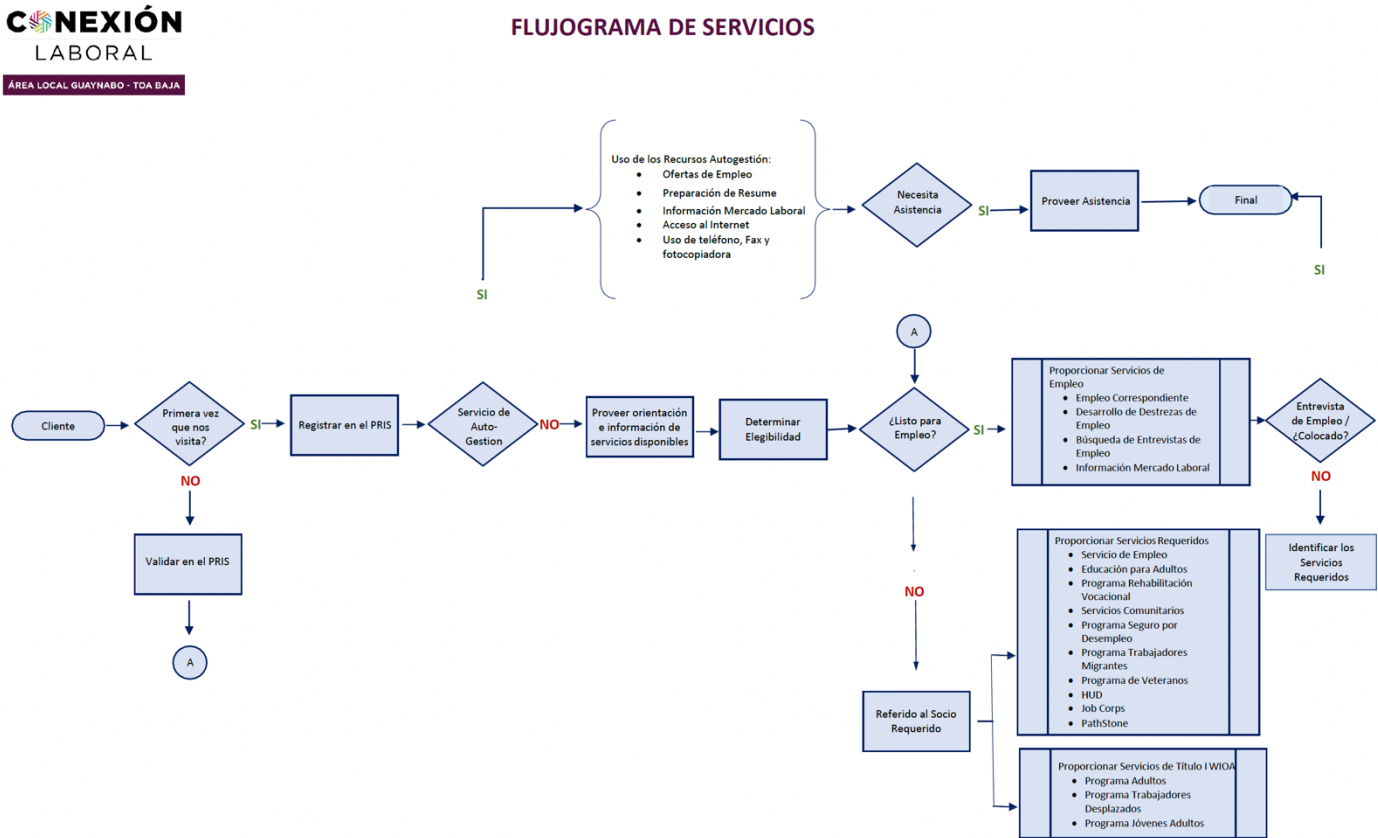 CONEXIÓN
LABORAL
ÁREA LOCAL GUAYNABO - TOA BAJA
FLUJOGRAMA DE SERVICIOS
Uso de los Recursos Autogestión:
• Ofertas de Empleo
• Preparación de Resume
• Información Mercado Laboral
• Acceso al Internet
• Uso de teléfono, Fax y
fotocopiadora
Necesita
Asistencia
SI
Proveer Asistencia
Final
SI
SI
A
Cliente
Primera vez
que nos
visita?
SI
Registrar en el PRIS
Servicio de
Auto-
Gestion
NO
Proveer orientación
e información de
servicios disponibles
Determinar
Elegibilidad
¿Listo para
Empleo?
SI
Proporcionar Servicios de
Empleo
• Empleo Correspondiente
• Desarrollo de Destrezas de
Empleo
• Búsqueda de Entrevistas de
Empleo
• Información Mercado Laboral
Entrevista
de Empleo /
¿Colocado?
NO
NO
Validar en el PRIS
A
Identificar los
Servicios
Requeridos
NO
Referido al Socio
Requerido
Proporcionar Servicios Requeridos
• Servicio de Empleo
• Educación para Adultos
• Programa Rehabilitación
Vocacional
• Servicios Comunitarios
• Programa Seguro por
Desempleo
• Programa Trabajadores
Migrantes
• Programa de Veteranos
• HUD
• Job Corps
• PathStone
Proporcionar Servicios de Título I WIOA
• Programa Adultos
• Programa Trabajadores
Desplazados
• Programa Jóvenes Adultos